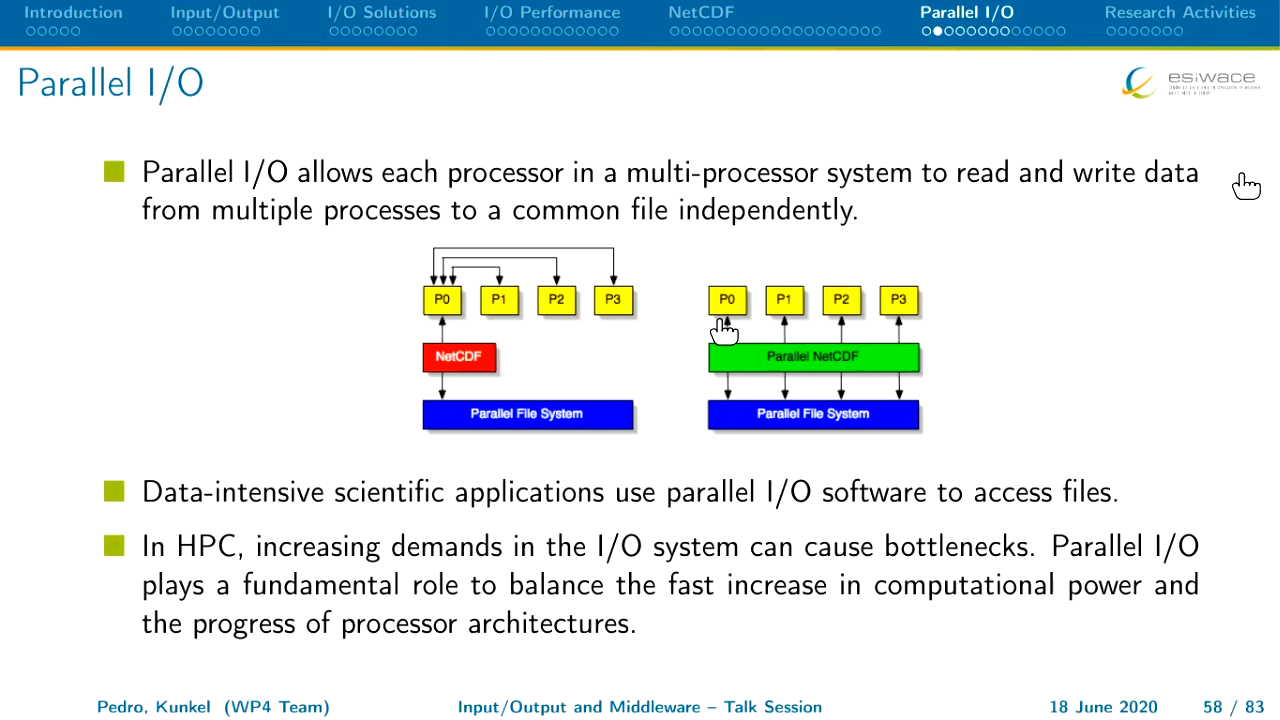 Introduction Input/Output I/O Solutions I/O Performance NetCDF Parallel I/O Research Activities
Parallel I/O
esiwace
Parallel I/O allows each processor in a multi-processor system to read and write data
from multiple processes to a common file independently.
P0 P1 P2 P3 P0 P1 P2 P3
NetCDF Parallel NetCDF
Parallel File System Parallel File System
Data-intensive scientific applications use parallel I/O software to access files.
In HPC, increasing demands in the I/O system can cause bottlenecks. Parallel I/O
plays a fundamental role to balance the fast increase in computational power and
the progress of processor architectures.
Pedro, Kunkel (WP4 Team) Input/Output and Middleware – Talk Session 18 June 2020 58 / 83